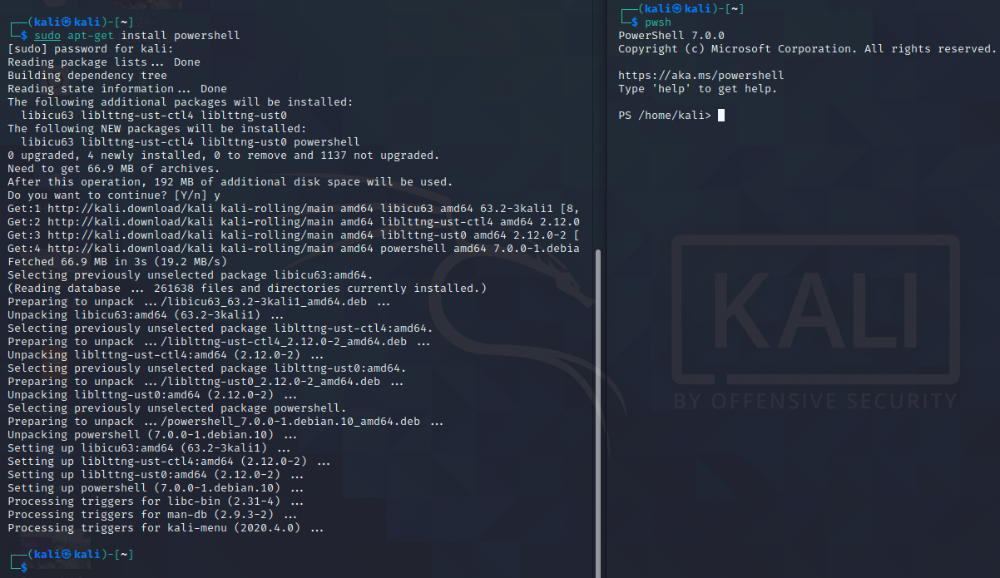 ┌──(kali㉿kali)-[~]
└─$ sudo apt-get install powershell
[sudo] password for kali:
Reading package lists... Done
Building dependency tree
Reading state information... Done
The following additional packages will be installed:
  libicu63 liblttng-ust-ctl4 liblttng-ust0
The following NEW packages will be installed:
  libicu63 liblttng-ust-ctl4 liblttng-ust0 powershell
0 upgraded, 4 newly installed, 0 to remove and 1137 not upgraded.
Need to get 66.9 MB of archives.
After this operation, 192 MB of additional disk space will be used.
Do you want to continue? [Y/n] y
Get:1 http://kali.download/kali kali-rolling/main amd64 libicu63 amd64 63.2-3kali1 [8,
Get:2 http://kali.download/kali kali-rolling/main amd64 liblttng-ust-ctl4 amd64 2.12.0
Get:3 http://kali.download/kali kali-rolling/main amd64 liblttng-ust0 amd64 2.12.0-2 [
Get:4 http://kali.download/kali kali-rolling/main amd64 powershell amd64 7.0.0-1.debia
Fetched 66.9 MB in 3s (19.2 MB/s)
Selecting previously unselected package libicu63:amd64.
(Reading database ... 261638 files and directories currently installed.)
Preparing to unpack .../libicu63_63.2-3kali1_amd64.deb ...
Unpacking libicu63:amd64 (63.2-3kali1) ...
Selecting previously unselected package liblttng-ust-ctl4:amd64.
Preparing to unpack .../liblttng-ust-ctl4_2.12.0-2_amd64.deb ...
Unpacking liblttng-ust-ctl4:amd64 (2.12.0-2) ...
Selecting previously unselected package liblttng-ust0:amd64.
Preparing to unpack .../liblttng-ust0_2.12.0-2_amd64.deb ...
Unpacking liblttng-ust0:amd64 (2.12.0-2) ...
Selecting previously unselected package powershell.
Preparing to unpack .../powershell_7.0.0-1.debian.10_amd64.deb ...
Unpacking powershell (7.0.0-1.debian.10) ...
Setting up libicu63:amd64 (63.2-3kali1) ...
Setting up liblttng-ust-ctl4:amd64 (2.12.0-2) ...
Setting up liblttng-ust0:amd64 (2.12.0-2) ...
Setting up powershell (7.0.0-1.debian.10) ...
Processing triggers for libc-bin (2.31-4) ...
Processing triggers for man-db (2.9.3-2) ...
Processing triggers for kali-menu (2020.4.0) ...
┌──(kali㉿kali)-[~]
└─$
┌──(kali㉿kali)-[~]
└─$ pwsh
PowerShell 7.0.0
Copyright (c) Microsoft Corporation. All rights reserved.
https://aka.ms/powershell
Type 'help' to get help.
PS /home/kali>
KALI
BY OFFENSIVE SECURITY